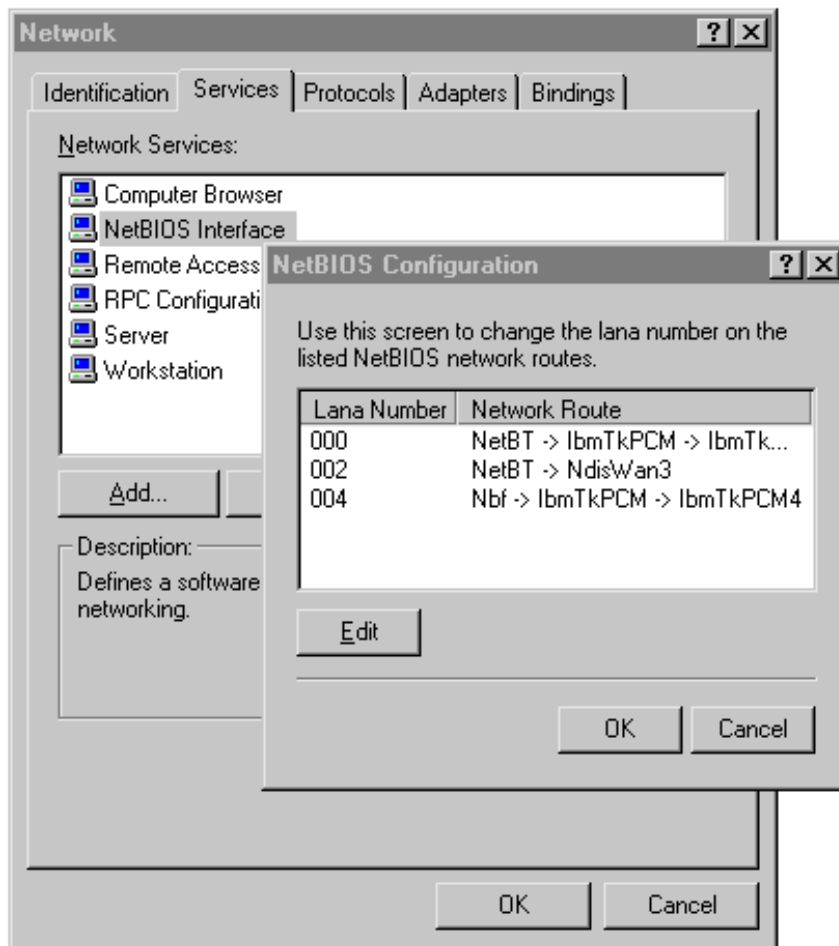 Network
Identification Services Protocols Adapters Bindings
Network Services:
Computer Browser
NetBIOS Interface
Remote Access
RPC Configurati
Server
Workstation
Add...
Description:
Defines a software
networking.
NetBIOS Configuration
Use this screen to change the lana number on the
listed NetBIOS network routes.
Lana Number Network Route
000 NetBT -> IbmTkPCM -> IbmTk...
002 NetBT -> NdisWan3
004 Nbf -> IbmTkPCM -> IbmTkPCM4
Edit
OK Cancel
OK Cancel